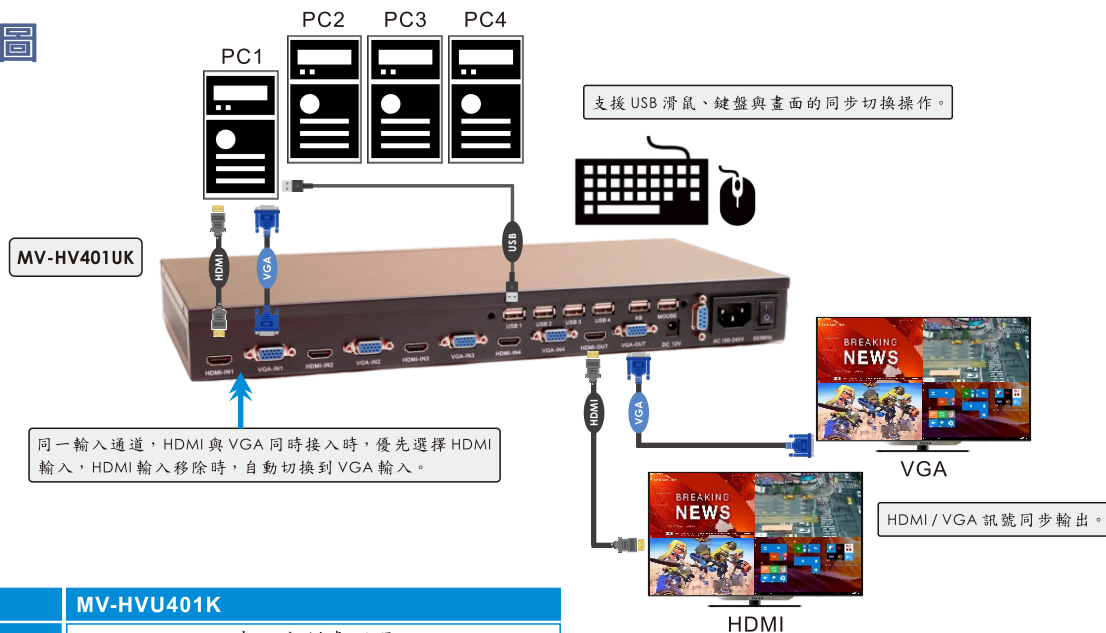 圖
PC1
PC2
PC3
PC4
支援 USB 滑鼠、鍵盤與畫面的同步切換操作。
MV-HV401UK
HDMI
VGA
USB
USB 1
USB 2
USB 3
USB 4
KB
MOUSE
HDMI-IN1
VGA-IN1
HDMI-IN2
VGA-IN2
HDMI-IN3
VGA-IN3
HDMI-IN4
VGA-IN4
HDMI-OUT
VGA-OUT
DC 12V
AC 100-240V 50/60Hz
同一輸入通道，HDMI 與 VGA 同時接入時，優先選擇 HDMI
輸入，HDMI 輸入移除時，自動切換到 VGA 輸入。
HDMI
VGA
BREAKING
NEWS
VGA
BREAKING
NEWS
HDMI / VGA 訊號同步輸出。
HDMI
MV-HVU401K